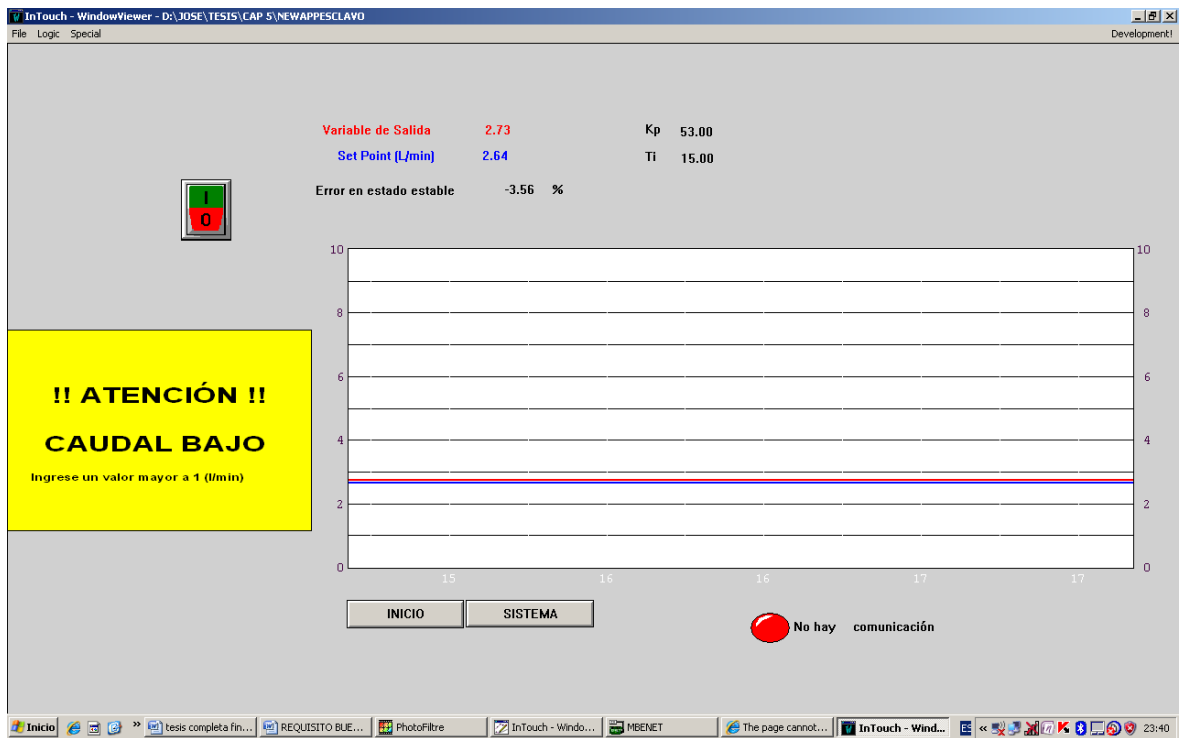 InTouch - WindowViewer - D:\JOSE\TESIS\CAP 5\NEWAPPESCLAVO
File Logic Special Development!
Variable de Salida 2.73 Kp 53.00
Set Point (L/min) 2.64 Ti 15.00
Error en estado estable -3.56 %
I
0
10 10
8 8
!! ATENCIÓN !!
6 6
CAUDAL BAJO
4 4
Ingrese un valor mayor a 1 (l/min)
2 2
0 0
15 16 16 17 17
INICIO SISTEMA
No hay comunicación
Inicio » tesis completa fin... REQUISITO BUE... PhotoFiltre InTouch - Windo... MBENET The page cannot... InTouch - Wind... ES « 23:40